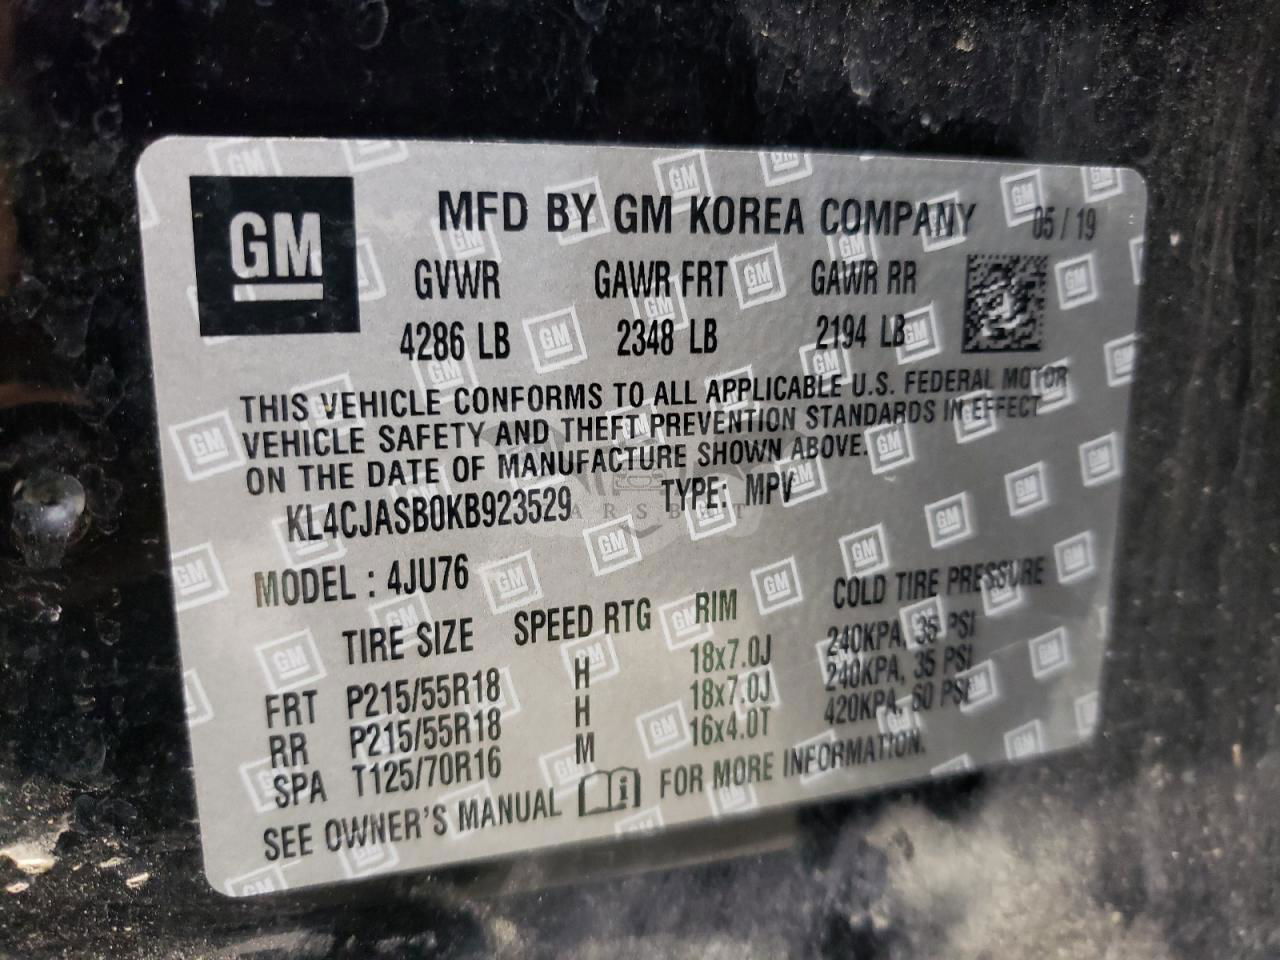 GM
MFD BY GM KOREA COMPANY 05 / 19
GVWR GAWR FRT GAWR RR
4286 LB 2348 LB 2194 LB
THIS VEHICLE CONFORMS TO ALL APPLICABLE U.S. FEDERAL MOTOR
VEHICLE SAFETY AND THEFT PREVENTION STANDARDS IN EFFECT
ON THE DATE OF MANUFACTURE SHOWN ABOVE.
KL4CJASB0KB923529 TYPE: MPV
MODEL : 4JU76
TIRE SIZE SPEED RTG RIM COLD TIRE PRESSURE
FRT P215/55R18 H 18x7.0J 240KPA, 35 PSI
RR P215/55R18 H 18x7.0J 240KPA, 35 PSI
SPA T125/70R16 M 16x4.0T 420KPA, 60 PSI
SEE OWNER'S MANUAL i FOR MORE INFORMATION.